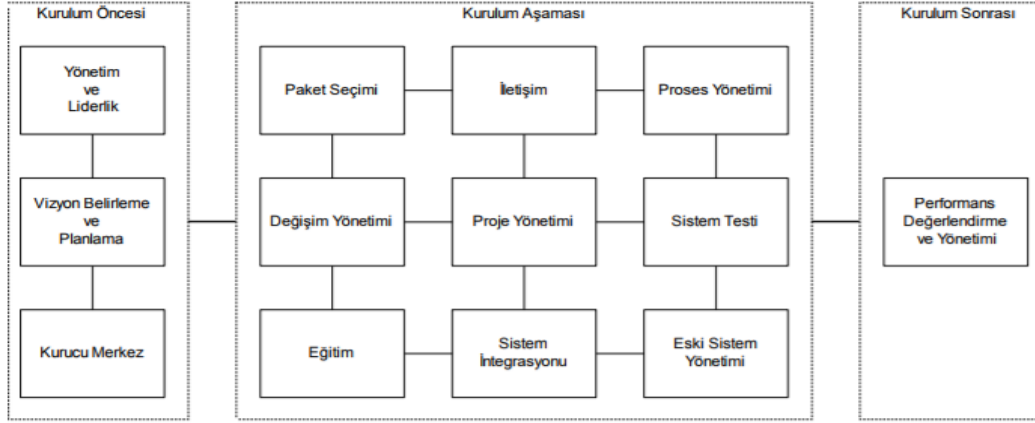 Kurulum Öncesi
Yönetim
ve
Liderlik
Vizyon Belirleme
ve
Planlama
Kurucu Merkez
Kurulum Aşaması
Paket Seçimi
İletişim
Proses Yönetimi
Değişim Yönetimi
Proje Yönetimi
Sistem Testi
Eğitim
Sistem
İntegrasyonu
Eski Sistem
Yönetimi
Kurulum Sonrası
Performans
Değerlendirme
ve Yönetimi